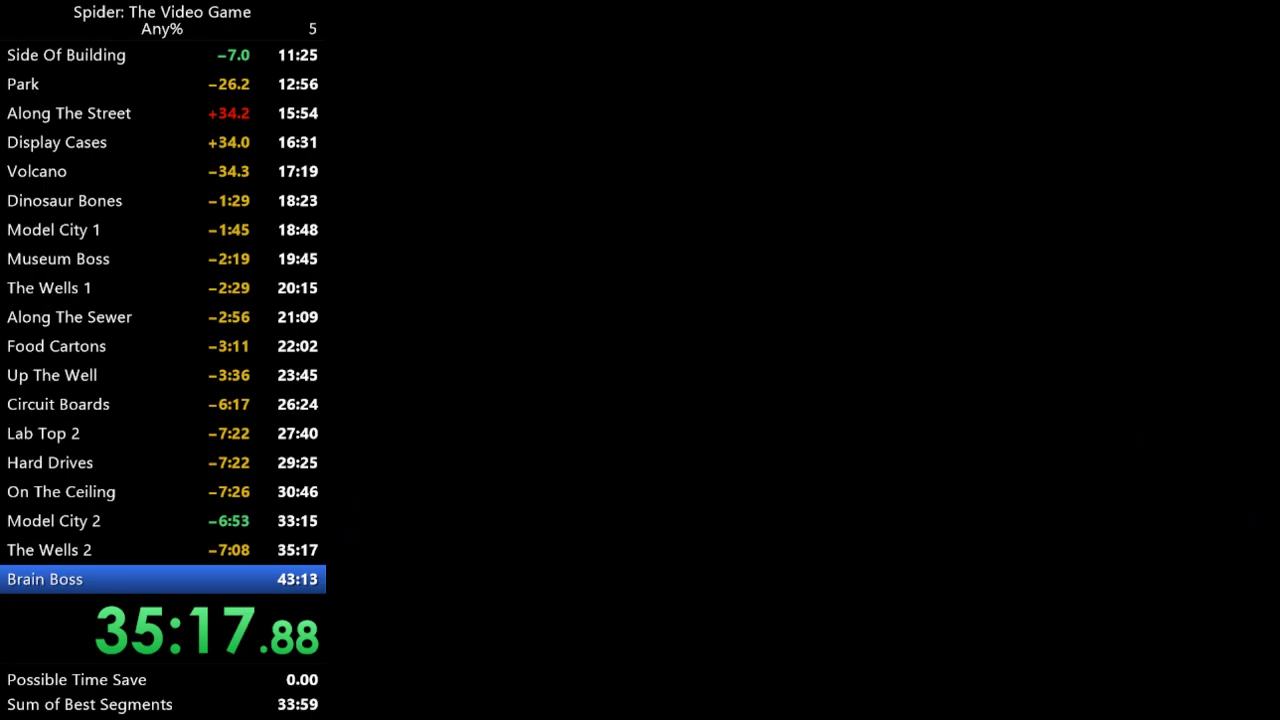 Spider: The Video Game
Any% 5
Side Of Building −7.0 11:25
Park −26.2 12:56
Along The Street +34.2 15:54
Display Cases +34.0 16:31
Volcano −34.3 17:19
Dinosaur Bones −1:29 18:23
Model City 1 −1:45 18:48
Museum Boss −2:19 19:45
The Wells 1 −2:29 20:15
Along The Sewer −2:56 21:09
Food Cartons −3:11 22:02
Up The Well −3:36 23:45
Circuit Boards −6:17 26:24
Lab Top 2 −7:22 27:40
Hard Drives −7:22 29:25
On The Ceiling −7:26 30:46
Model City 2 −6:53 33:15
The Wells 2 −7:08 35:17
Brain Boss 43:13
35:17.88
Possible Time Save 0.00
Sum of Best Segments 33:59